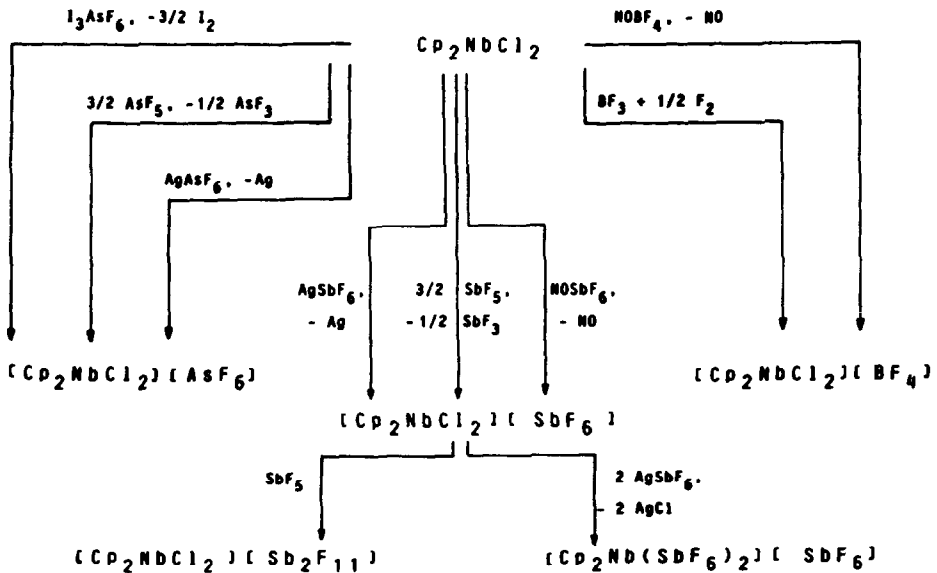 I3AsF6, -3/2 I2
NOBF4, - NO
Cp2NbCl2
3/2 AsF5, -1/2 AsF3
BF3 + 1/2 F2
AgAsF6, -Ag
AgSbF6,
- Ag
3/2 SbF5,
- 1/2 SbF3
NOSbF6,
- NO
[Cp2NbCl2][AsF6]
[Cp2NbCl2][BF4]
[Cp2NbCl2][ SbF6 ]
SbF5
2 AgSbF6,
- 2 AgCl
[Cp2NbCl2][Sb2F11]
[Cp2Nb(SbF6)2][ SbF6]